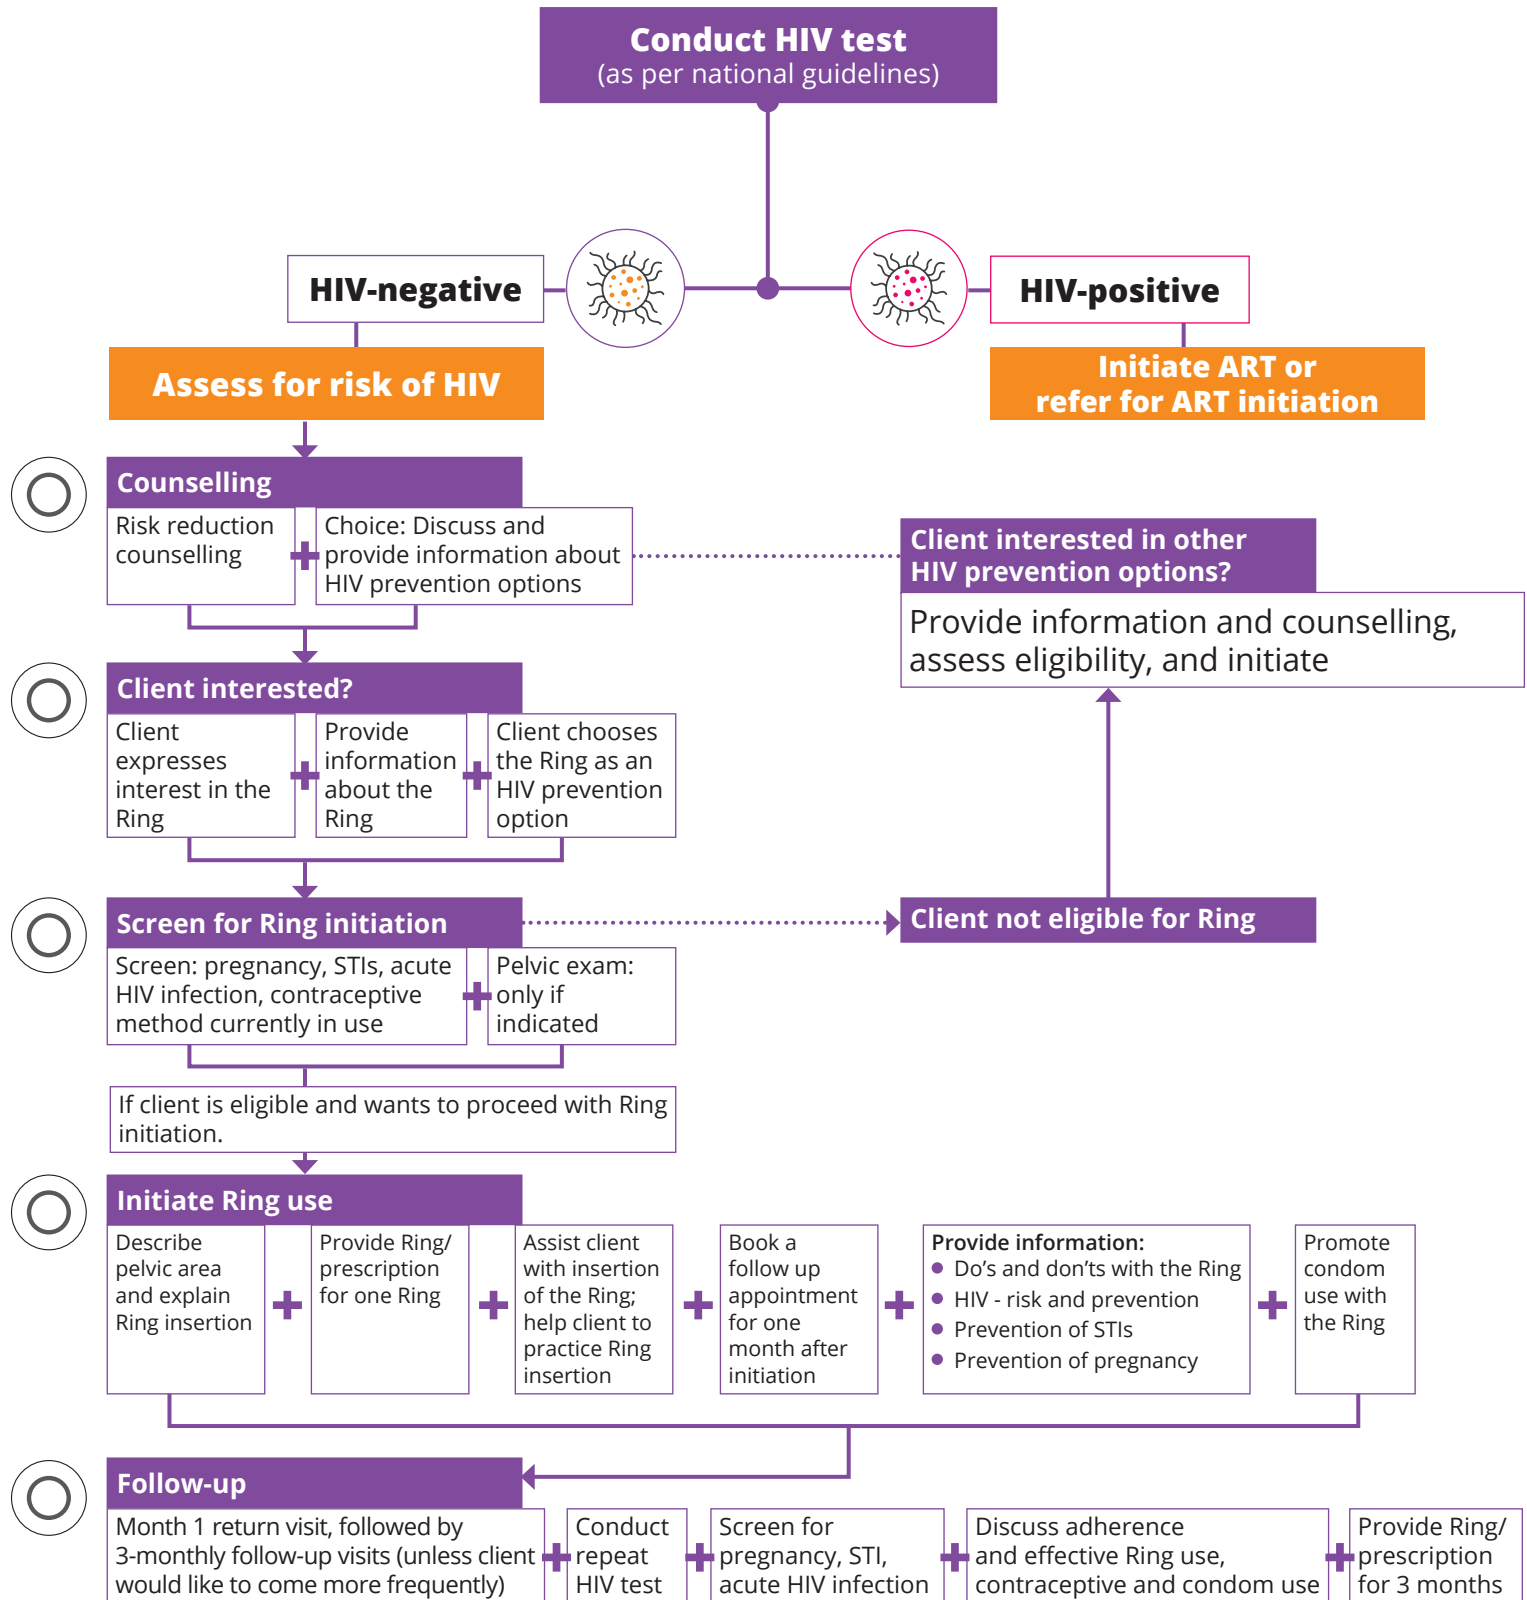 Conduct HIV test
(as per national guidelines)
HIV-negative
HIV-positive
Assess for risk of HIV
Initiate ART or
refer for ART initiation
Counselling
Risk reduction
counselling
+
Choice: Discuss and
provide information about
HIV prevention options
Client interested in other
HIV prevention options?
Provide information and counselling,
assess eligibility, and initiate
Client interested?
Client
expresses
interest in the
Ring
+
Provide
information
about the
Ring
+
Client chooses
the Ring as an
HIV prevention
option
Screen for Ring initiation
Client not eligible for Ring
Screen: pregnancy, STIs, acute
HIV infection, contraceptive
method currently in use
+
Pelvic exam:
only if
indicated
If client is eligible and wants to proceed with Ring
initiation.
Initiate Ring use
Describe
pelvic area
and explain
Ring insertion
+
Provide Ring/
prescription
for one Ring
+
Assist client
with insertion
of the Ring;
help client to
practice Ring
insertion
+
Book a
follow up
appointment
for one
month after
initiation
+
Provide information:
● Do's and don'ts with the Ring
● HIV - risk and prevention
● Prevention of STIs
● Prevention of pregnancy
+
Promote
condom
use with
the Ring
Follow-up
Month 1 return visit, followed by
3-monthly follow-up visits (unless client
would like to come more frequently)
+
Conduct
repeat
HIV test
+
Screen for
pregnancy, STI,
acute HIV infection
+
Discuss adherence
and effective Ring use,
contraceptive and condom use
+
Provide Ring/
prescription
for 3 months